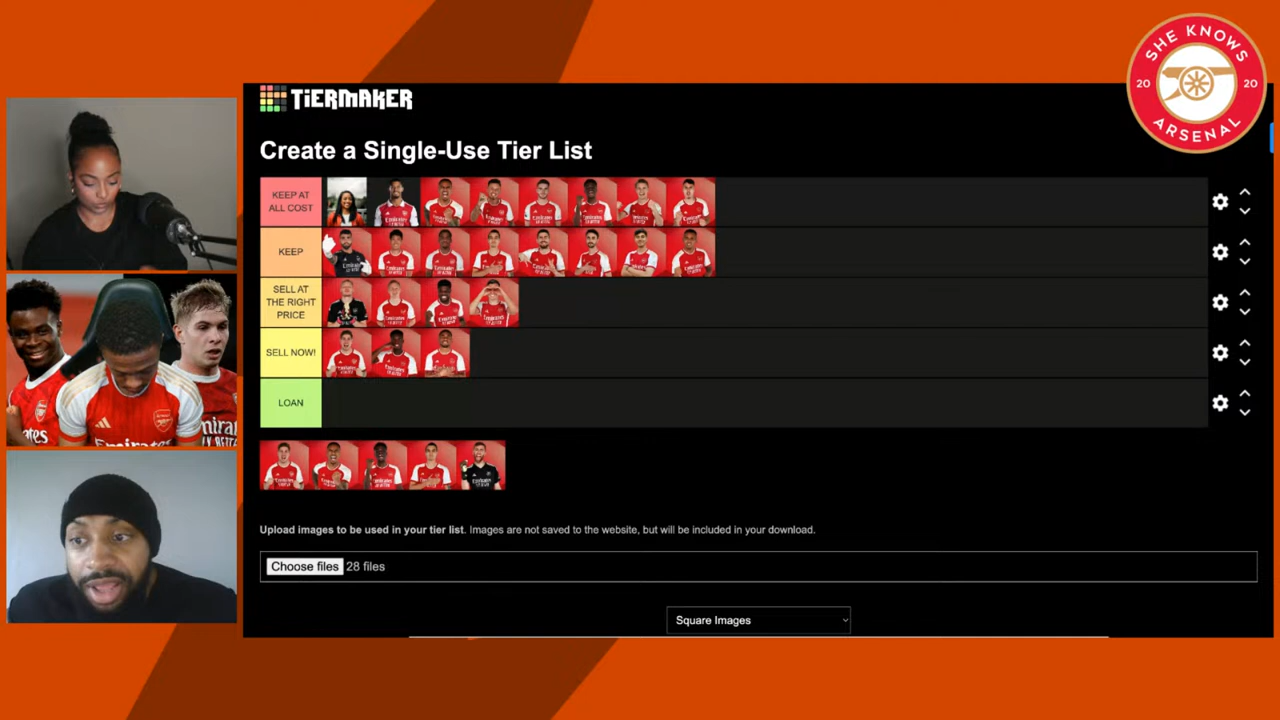 SHE KNOWS
20 20
ARSENAL
TiERMAKER
Create a Single-Use Tier List
KEEP AT
ALL COST
KEEP
SELL AT
THE RIGHT
PRICE
SELL NOW!
LOAN
Upload images to be used in your tier list. Images are not saved to the website, but will be included in your download.
Choose files 28 files
Square Images